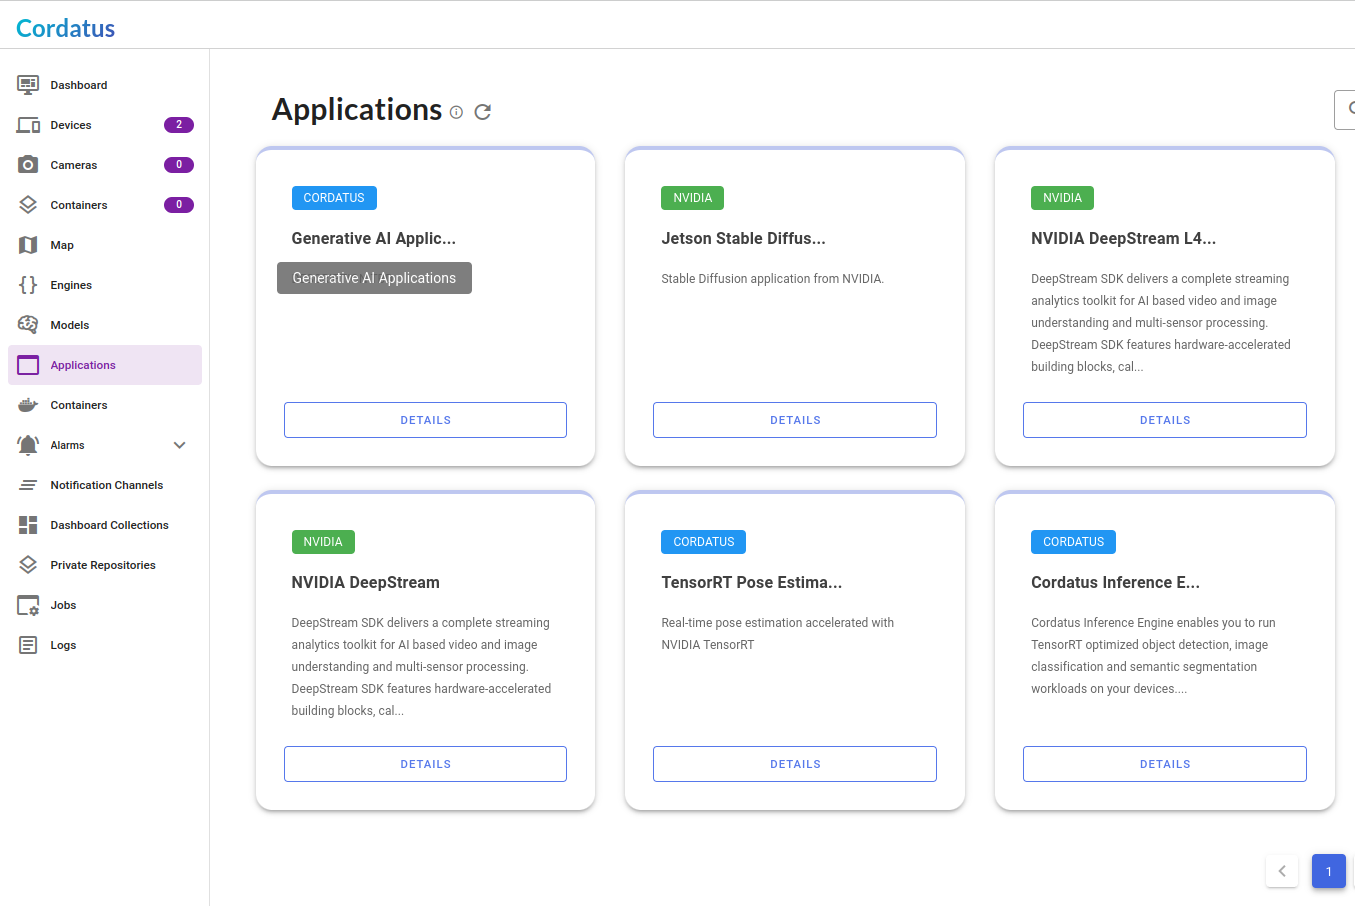 Cordatus
Dashboard
Devices 2
Cameras 0
Containers 0
Map
Engines
Models
Applications
Containers
Alarms
Notification Channels
Dashboard Collections
Private Repositories
Jobs
Logs
Applications
CORDATUS
Generative AI Applic...
Generative AI Applications
DETAILS
NVIDIA
Jetson Stable Diffus...
Stable Diffusion application from NVIDIA.
DETAILS
NVIDIA
NVIDIA DeepStream L4...
DeepStream SDK delivers a complete streaming
analytics toolkit for AI based video and image
understanding and multi-sensor processing.
DeepStream SDK features hardware-accelerated
building blocks, cal...
DETAILS
NVIDIA
NVIDIA DeepStream
DeepStream SDK delivers a complete streaming
analytics toolkit for AI based video and image
understanding and multi-sensor processing.
DeepStream SDK features hardware-accelerated
building blocks, cal...
DETAILS
CORDATUS
TensorRT Pose Estima...
Real-time pose estimation accelerated with
NVIDIA TensorRT
DETAILS
CORDATUS
Cordatus Inference E...
Cordatus Inference Engine enables you to run
TensorRT optimized object detection, image
classification and semantic segmentation
workloads on your devices....
DETAILS
1